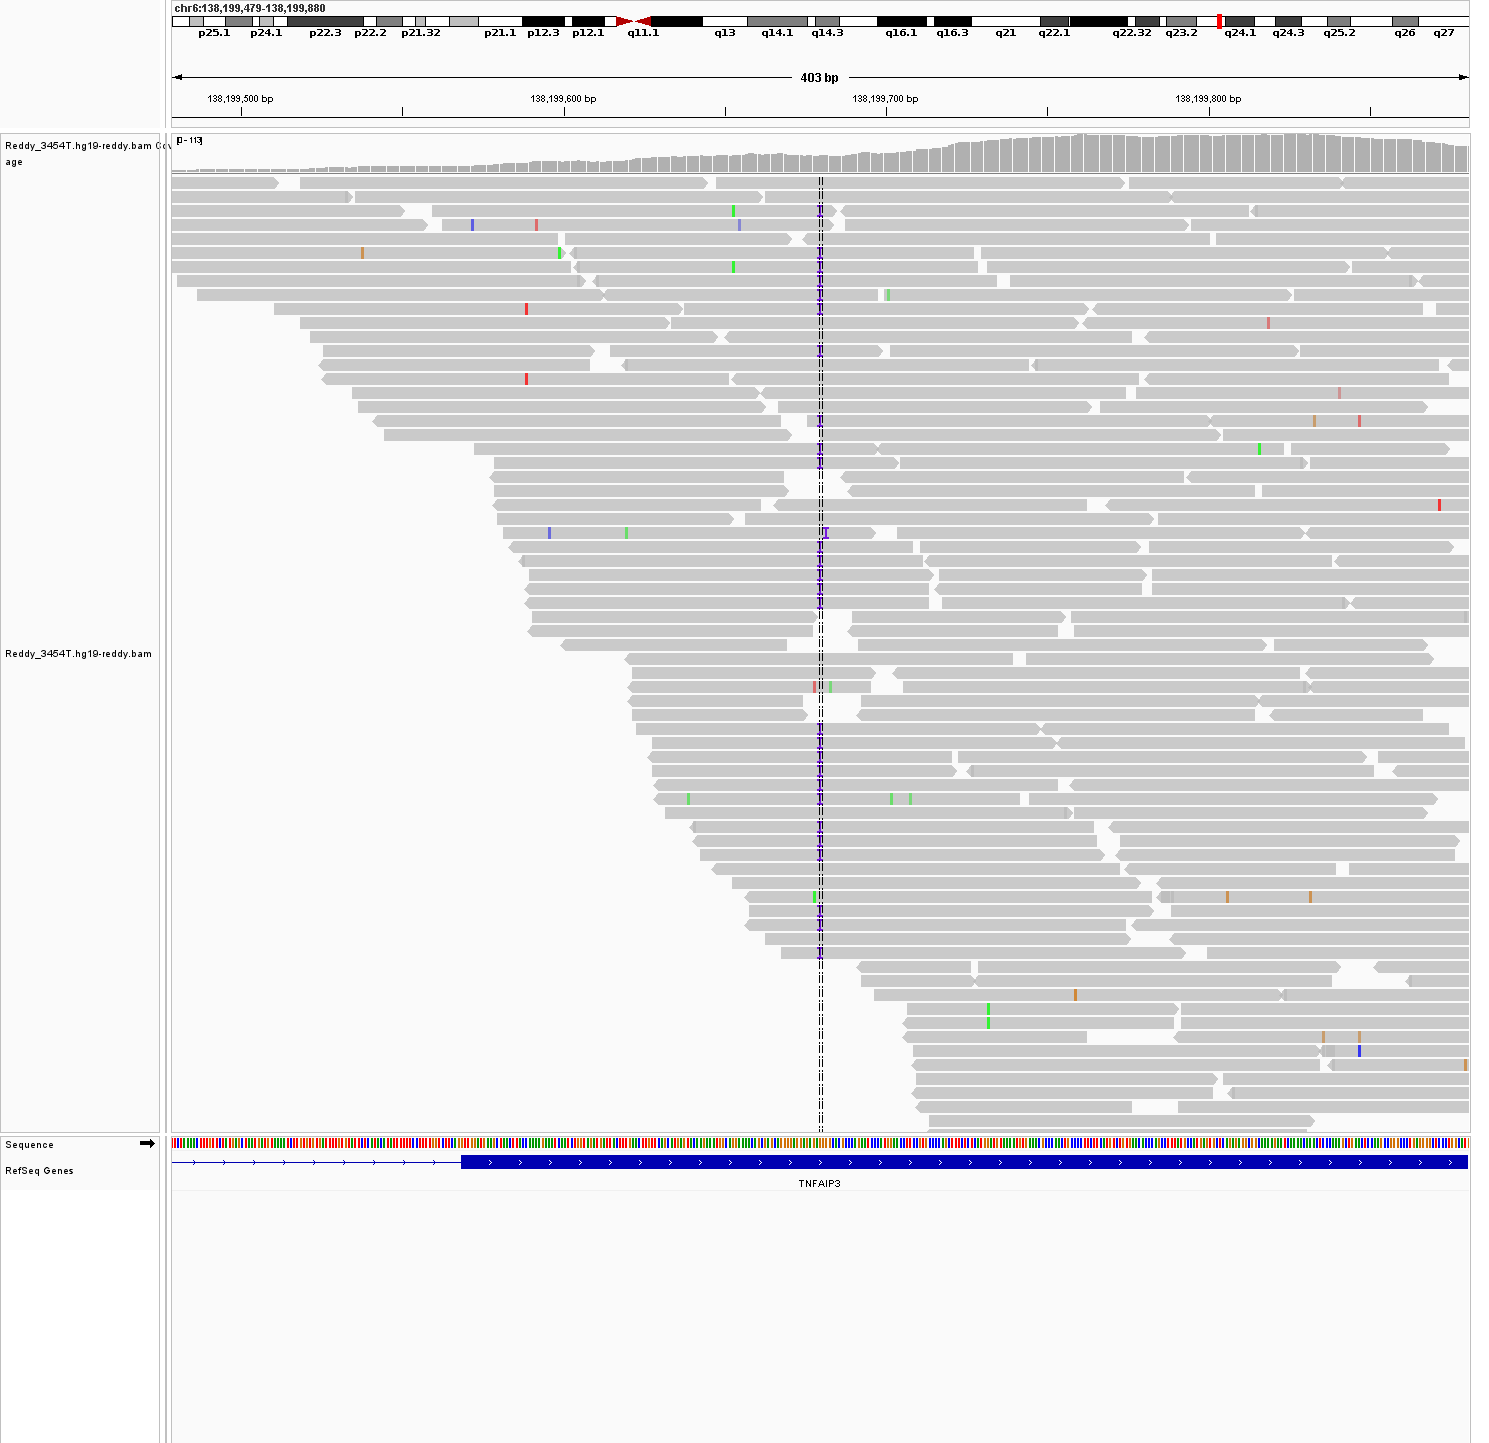 chr6:138,199,479-138,199,880
p25.1 p24.1 p22.3 p22.2 p21.32 p21.1 p12.3 p12.1 q11.1 q13 q14.1 q14.3 q16.1 q16.3 q21 q22.1 q22.32 q23.2 q24.1 q24.3 q25.2 q26 q27
403 bp
138,199,500 bp 138,199,600 bp 138,199,700 bp 138,199,800 bp
[0 - 113]
Reddy_3454T.hg19-reddy.bam Cov
age
Reddy_3454T.hg19-reddy.bam
Sequence
RefSeq Genes
TNFAIP3